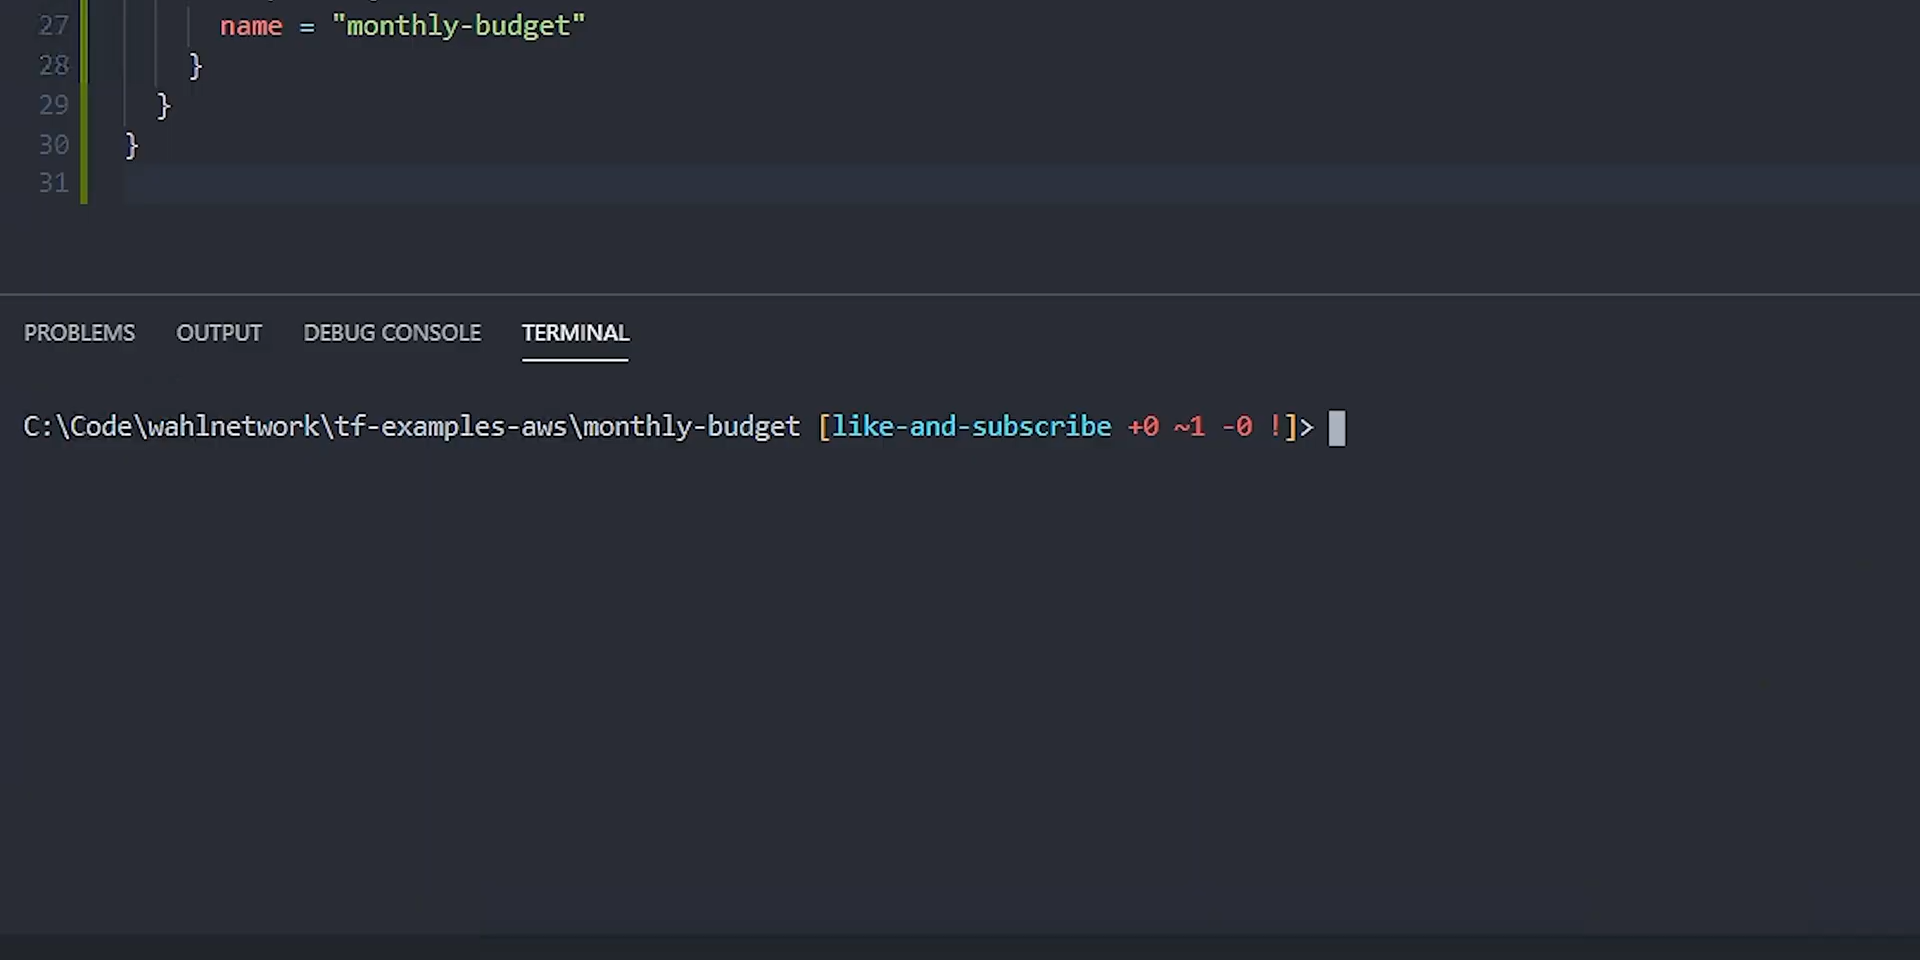 27 name = "monthly-budget"
28 }
29 }
30 }
31
PROBLEMS OUTPUT DEBUG CONSOLE TERMINAL
C:\Code\wahlnetwork\tf-examples-aws\monthly-budget [like-and-subscribe +0 ~1 -0 !]>